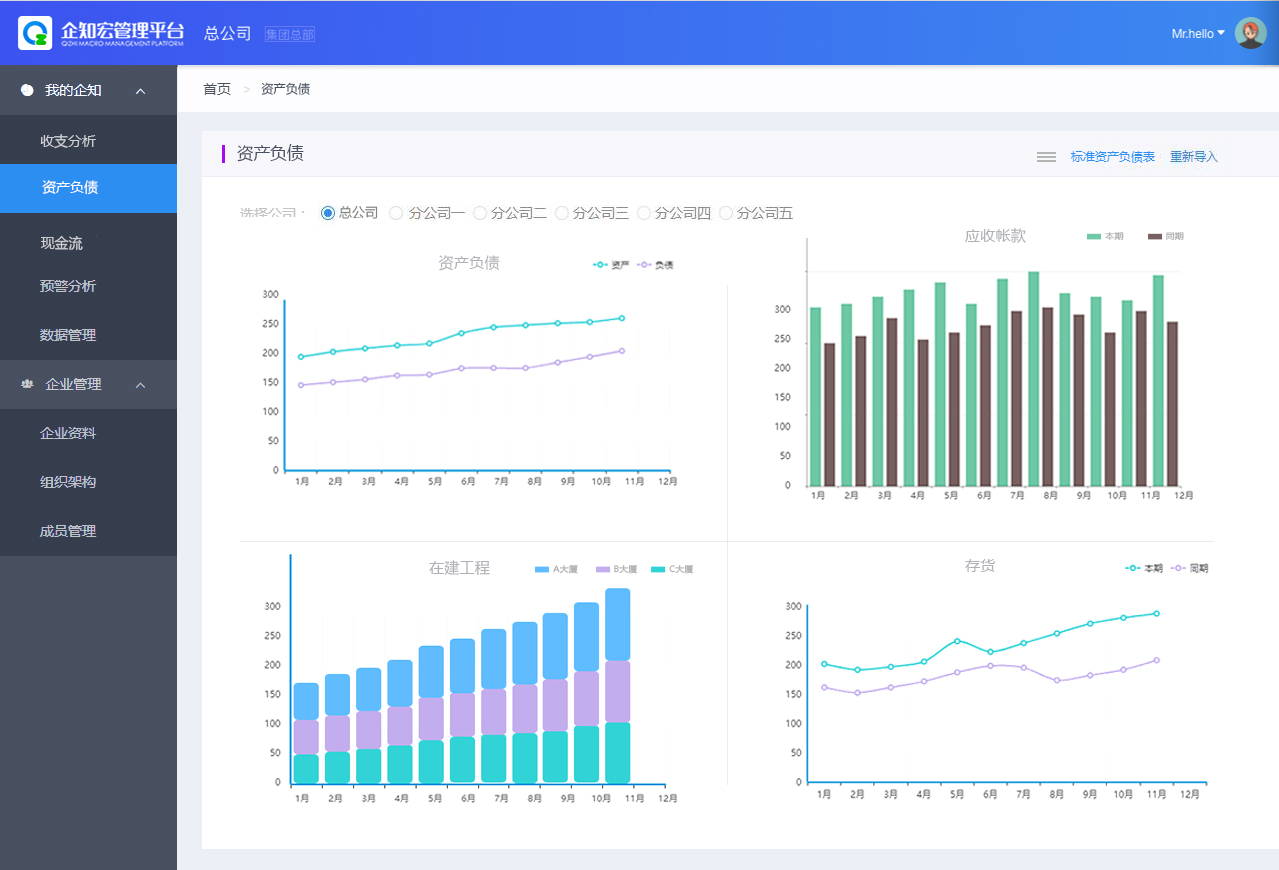 企知宏管理平台
QIZHI MACRO MANAGEMENT PLATFORM
总公司 集团总部
Mr.hello
我的企知
收支分析
资产负债
现金流
预警分析
数据管理
企业管理
企业资料
组织架构
成员管理
首页 > 资产负债
资产负债
标准资产负债表 重新导入
选择公司： 总公司 分公司一 分公司二 分公司三 分公司四 分公司五
资产负债
资产 负债
300
250
200
150
100
50
0
1月 2月 3月 4月 5月 6月 7月 8月 9月 10月 11月 12月
应收帐款
本期 同期
300
250
200
150
100
50
0
1月 2月 3月 4月 5月 6月 7月 8月 9月 10月 11月 12月
在建工程
A大厦 B大厦 C大厦
300
250
200
150
100
50
0
1月 2月 3月 4月 5月 6月 7月 8月 9月 10月 11月 12月
存货
本期 同期
300
250
200
150
100
50
0
1月 2月 3月 4月 5月 6月 7月 8月 9月 10月 11月 12月